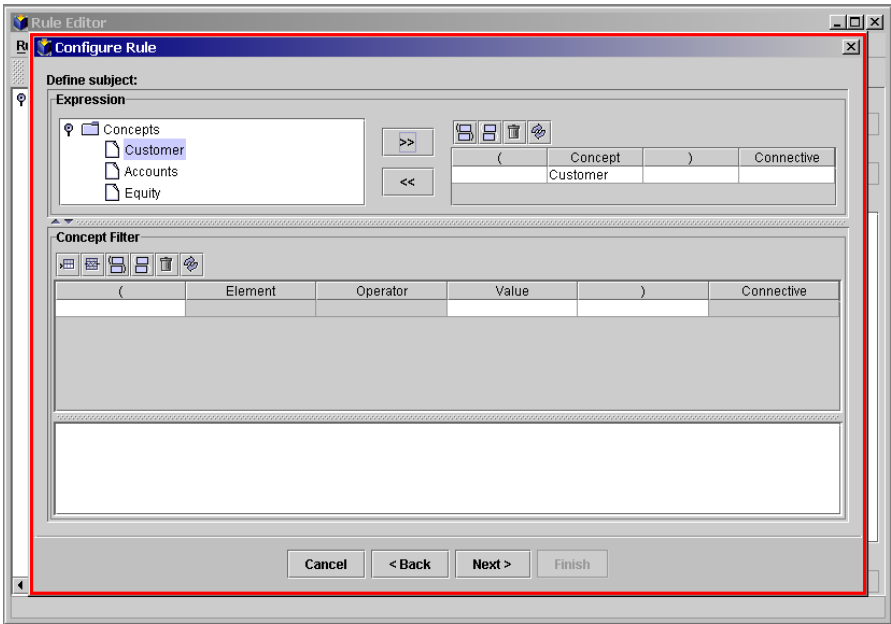 Rule Editor
Configure Rule
Define subject:
Expression
Concepts
Customer
Accounts
Equity
>>
<<
( Concept ) Connective
Customer
Concept Filter
( Element Operator Value ) Connective
Cancel < Back Next > Finish